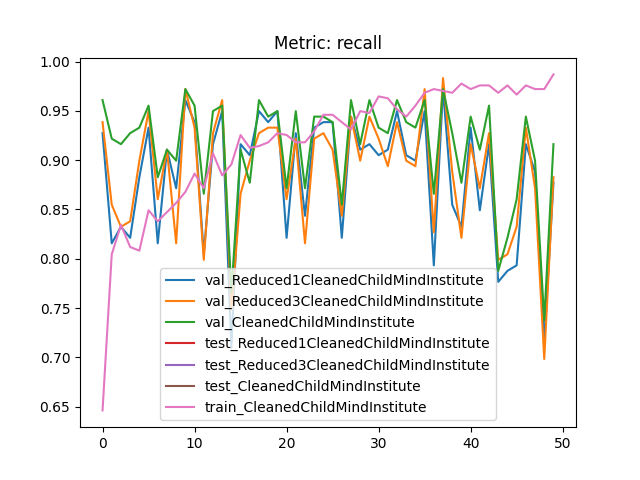 Metric: recall
1.00
0.95
0.90
0.85
0.80
0.75
0.70
0.65
val_Reduced1CleanedChildMindInstitute
val_Reduced3CleanedChildMindInstitute
val_CleanedChildMindInstitute
test_Reduced1CleanedChildMindInstitute
test_Reduced3CleanedChildMindInstitute
test_CleanedChildMindInstitute
train_CleanedChildMindInstitute
0 10 20 30 40 50